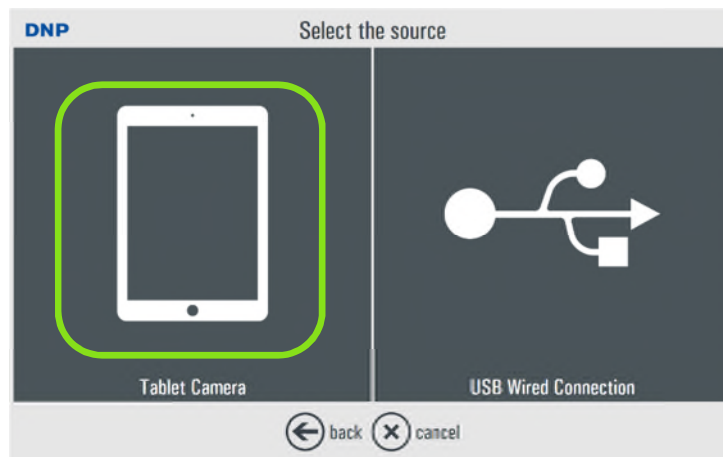 DNP
Select the source
Tablet Camera
USB Wired Connection
back
cancel